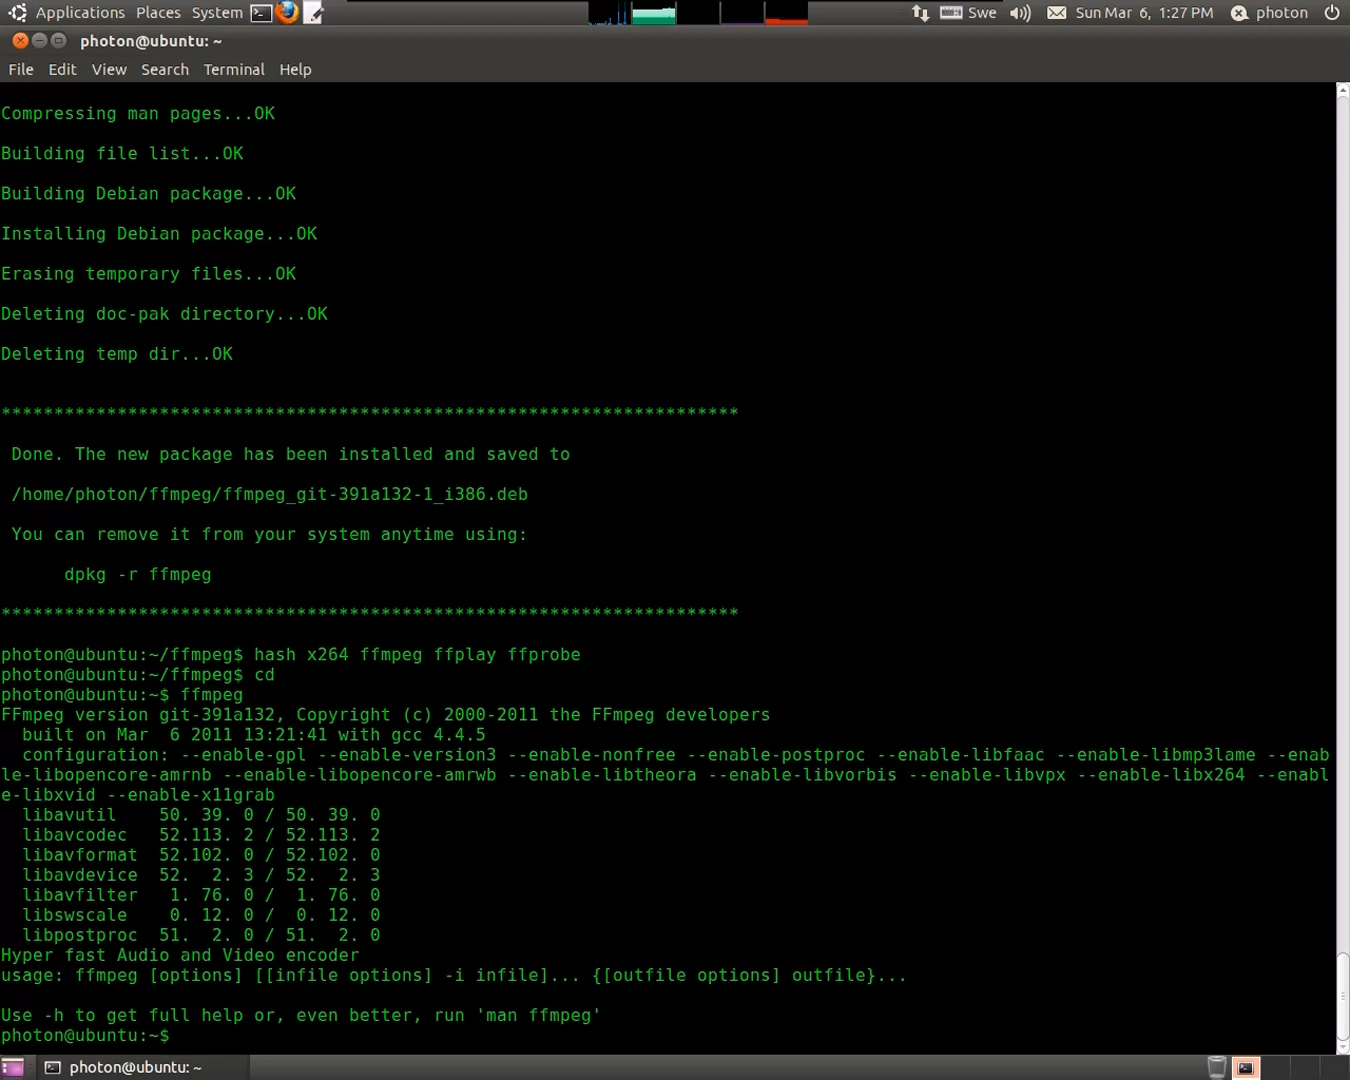 Applications Places System Swe Sun Mar 6, 1:27 PM photon
photon@ubuntu: ~
File Edit View Search Terminal Help
Compressing man pages...OK
Building file list...OK
Building Debian package...OK
Installing Debian package...OK
Erasing temporary files...OK
Deleting doc-pak directory...OK
Deleting temp dir...OK
**********************************************************************
Done. The new package has been installed and saved to
/home/photon/ffmpeg/ffmpeg_git-391a132-1_i386.deb
You can remove it from your system anytime using:
dpkg -r ffmpeg
**********************************************************************
photon@ubuntu:~/ffmpeg$ hash x264 ffmpeg ffplay ffprobe
photon@ubuntu:~/ffmpeg$ cd
photon@ubuntu:~$ ffmpeg
FFmpeg version git-391a132, Copyright (c) 2000-2011 the FFmpeg developers
built on Mar  6 2011 13:21:41 with gcc 4.4.5
configuration: --enable-gpl --enable-version3 --enable-nonfree --enable-postproc --enable-libfaac --enable-libmp3lame --enab
le-libopencore-amrnb --enable-libopencore-amrwb --enable-libtheora --enable-libvorbis --enable-libvpx --enable-libx264 --enabl
e-libxvid --enable-x11grab
libavutil    50. 39. 0 / 50. 39. 0
libavcodec   52.113. 2 / 52.113. 2
libavformat  52.102. 0 / 52.102. 0
libavdevice  52.  2. 3 / 52.  2. 3
libavfilter   1. 76. 0 /  1. 76. 0
libswscale    0. 12. 0 /  0. 12. 0
libpostproc  51.  2. 0 / 51.  2. 0
Hyper fast Audio and Video encoder
usage: ffmpeg [options] [[infile options] -i infile]... {[outfile options] outfile}...
Use -h to get full help or, even better, run 'man ffmpeg'
photon@ubuntu:~$
photon@ubuntu: ~